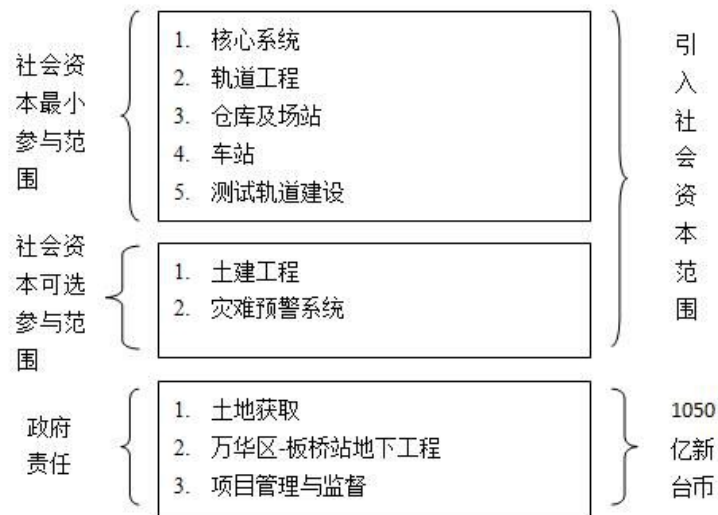 社会资
本最小
参与范
围
1. 核心系统
2. 轨道工程
3. 仓库及场站
4. 车站
5. 测试轨道建设
引
入
社
会
资
本
范
围
社会资
本可选
参与范
围
1. 土建工程
2. 灾难预警系统
政府
责任
1. 土地获取
2. 万华区-板桥站地下工程
3. 项目管理与监督
1050
亿新
台币